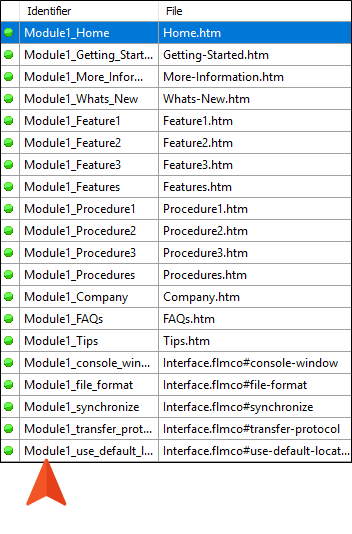 Identifier File
Module1_Home Home.htm
Module1_Getting_Start... Getting-Started.htm
Module1_More_Infor... More-Information.htm
Module1_Whats_New Whats-New.htm
Module1_Feature1 Feature1.htm
Module1_Feature2 Feature2.htm
Module1_Feature3 Feature3.htm
Module1_Features Features.htm
Module1_Procedure1 Procedure1.htm
Module1_Procedure2 Procedure2.htm
Module1_Procedure3 Procedure3.htm
Module1_Procedures Procedures.htm
Module1_Company Company.htm
Module1_FAQs FAQs.htm
Module1_Tips Tips.htm
Module1_console_win... Interface.flmco#console-window
Module1_file_format Interface.flmco#file-format
Module1_synchronize Interface.flmco#synchronize
Module1_transfer_prot... Interface.flmco#transfer-protocol
Module1_use_default_l... Interface.flmco#use-default-locat...